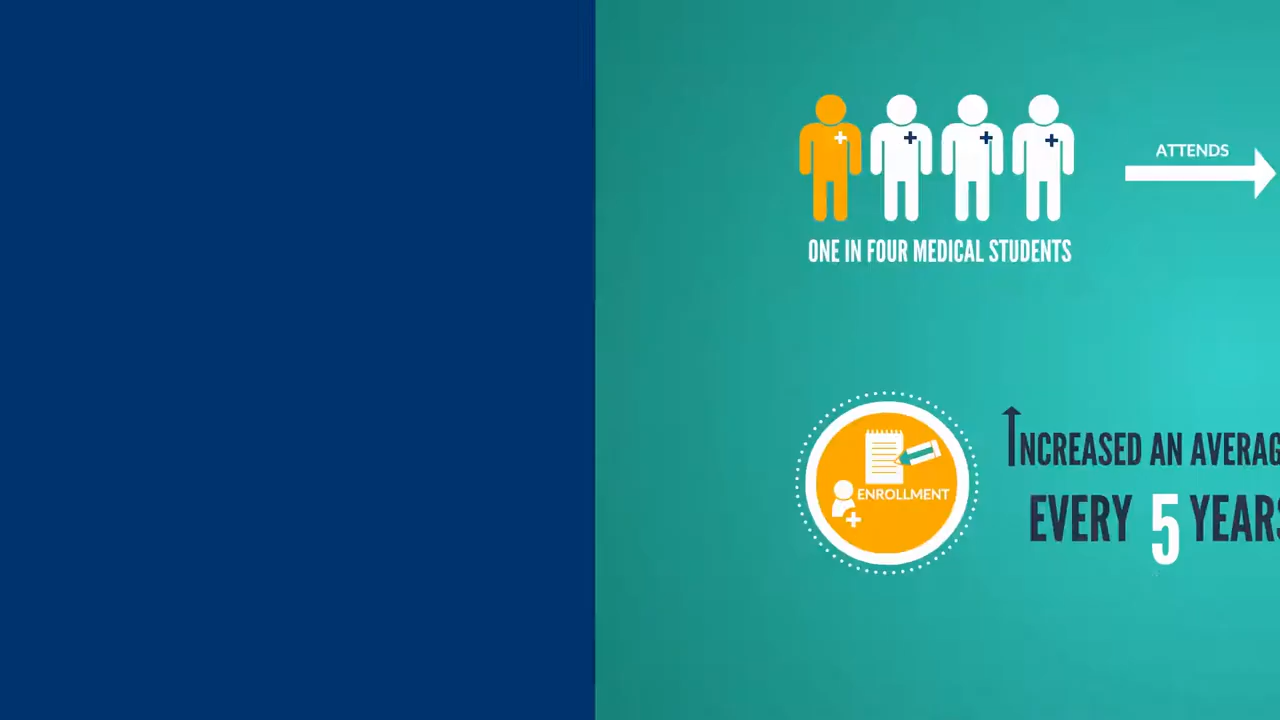 ATTENDS
ONE IN FOUR MEDICAL STUDENTS
ENROLLMENT
INCREASED AN
EVERY 5